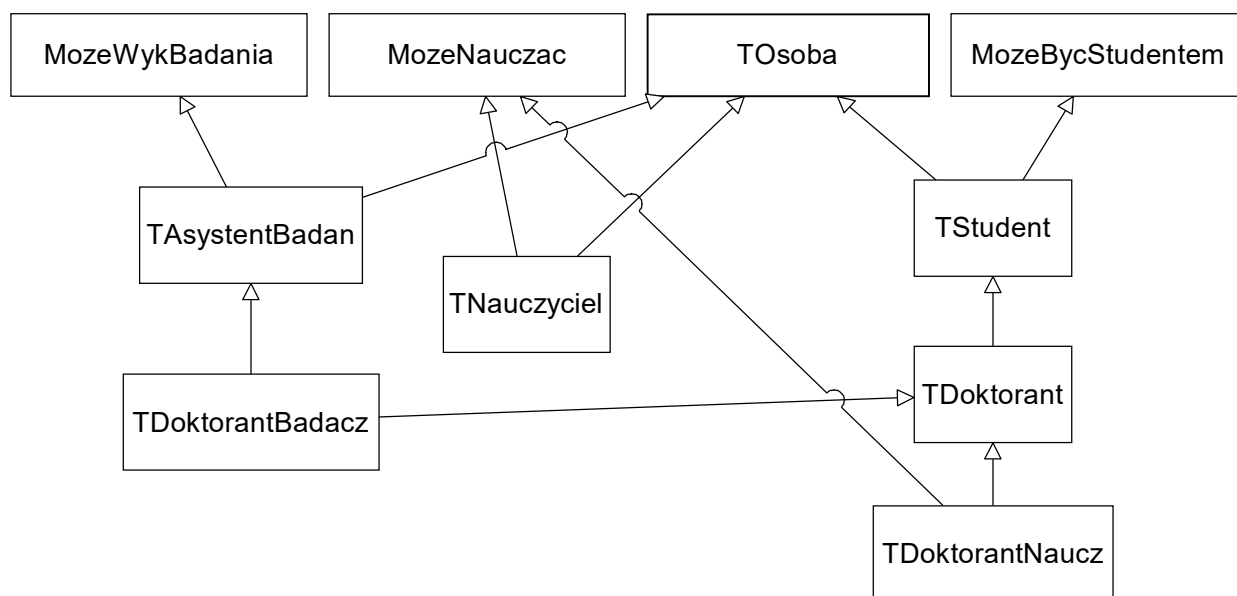 MozeWykBadania
MozeNauczac
TOsoba
MozeBycStudentem
TAsystentBadan
TStudent
TNauczyciel
TDoktorantBadacz
TDoktorant
TDoktorantNaucz